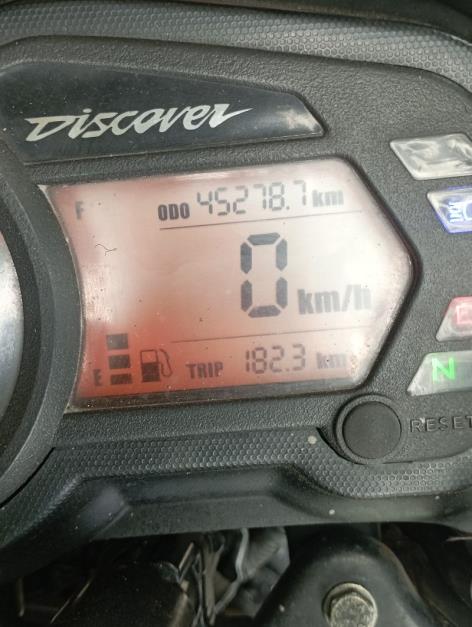 Discover
F ODO 45278.7 km
0 km/h
E TRIP 182.3 km
N
RESET